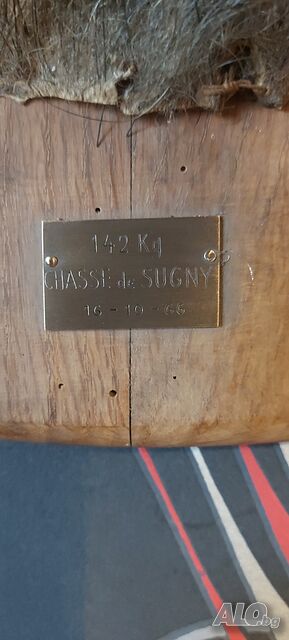 142 Kg
CHASSE de SUGNY
16-10-66
ALO.bg